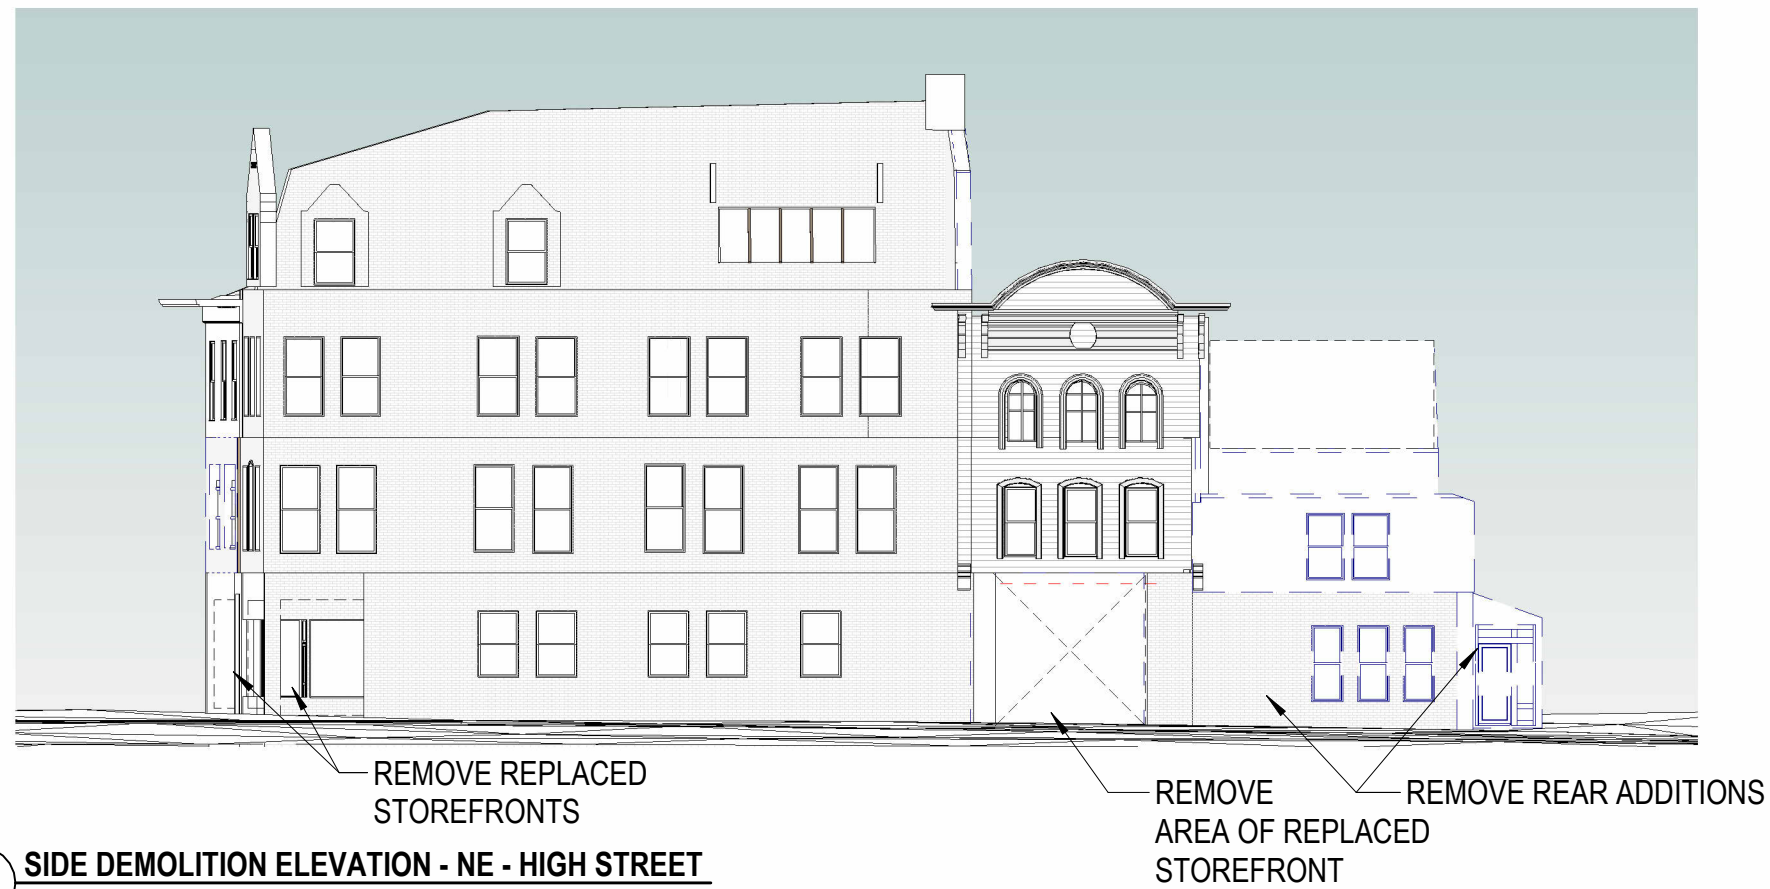 REMOVE REPLACED
STOREFRONTS
REMOVE
AREA OF REPLACED
STOREFRONT
REMOVE REAR ADDITIONS
SIDE DEMOLITION ELEVATION - NE - HIGH STREET